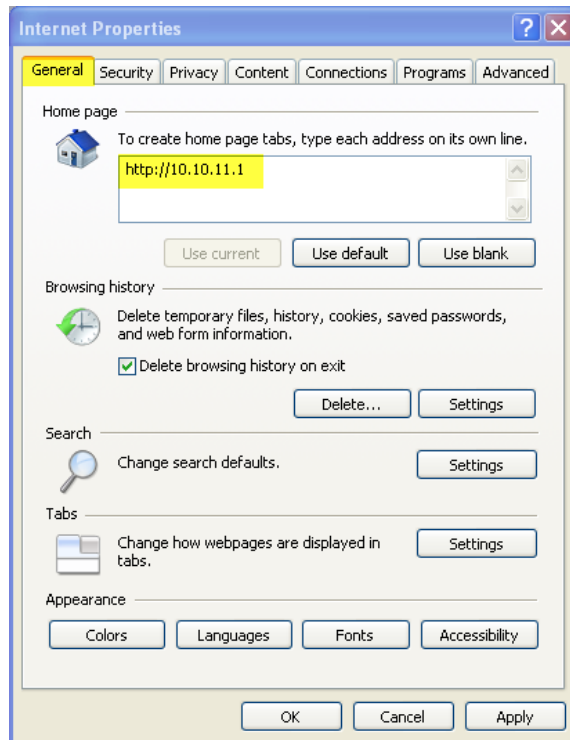 Internet Properties
General Security Privacy Content Connections Programs Advanced
Home page
To create home page tabs, type each address on its own line.
http://10.10.11.1
Use current Use default Use blank
Browsing history
Delete temporary files, history, cookies, saved passwords,
and web form information.
Delete browsing history on exit
Delete... Settings
Search
Change search defaults.
Settings
Tabs
Change how webpages are displayed in
tabs.
Settings
Appearance
Colors Languages Fonts Accessibility
OK Cancel Apply